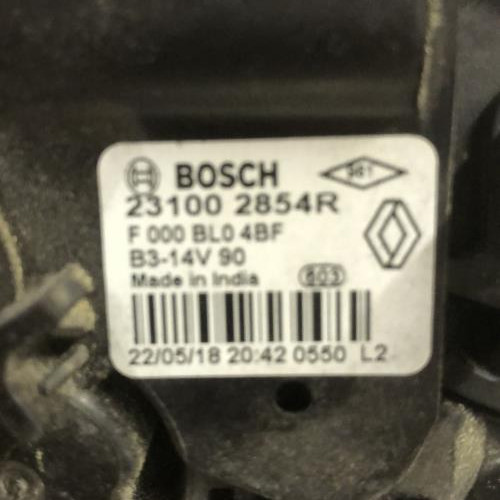 BOSCH 981
23100 2854R
F 000 BL0 4BF
B3-14V 90
Made in India 603
22/05/18 20:42 0550 L2